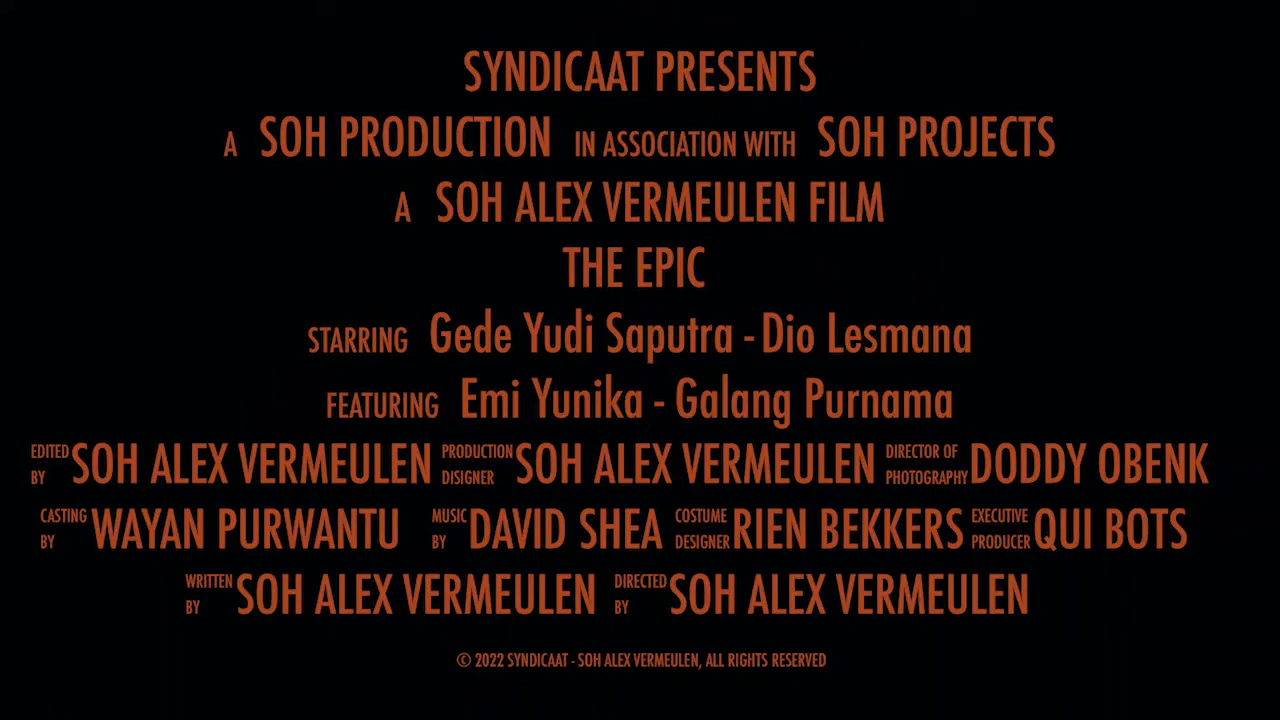 SYNDICAAT PRESENTS
A SOH PRODUCTION IN ASSOCIATION WITH SOH PROJECTS
A SOH ALEX VERMEULEN FILM
THE EPIC
STARRING Gede Yudi Saputra - Dio Lesmana
FEATURING Emi Yunika - Galang Purnama
EDITED BY SOH ALEX VERMEULEN PRODUCTION DISIGNER SOH ALEX VERMEULEN DIRECTOR OF PHOTOGRAPHY DODDY OBENK
CASTING BY WAYAN PURWANTU MUSIC BY DAVID SHEA COSTUME DESIGNER RIEN BEKKERS EXECUTIVE PRODUCER QUI BOTS
WRITTEN BY SOH ALEX VERMEULEN DIRECTED BY SOH ALEX VERMEULEN
© 2022 SYNDICAAT - SOH ALEX VERMEULEN, ALL RIGHTS RESERVED